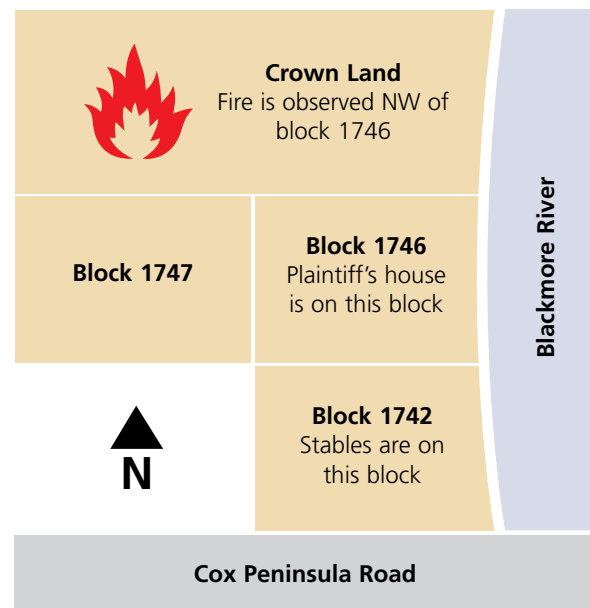 Crown Land
Fire is observed NW of
block 1746
Block 1747
Block 1746
Plaintiff’s house
is on this block
Blackmore River
Block 1742
Stables are on
this block
N
Cox Peninsula Road